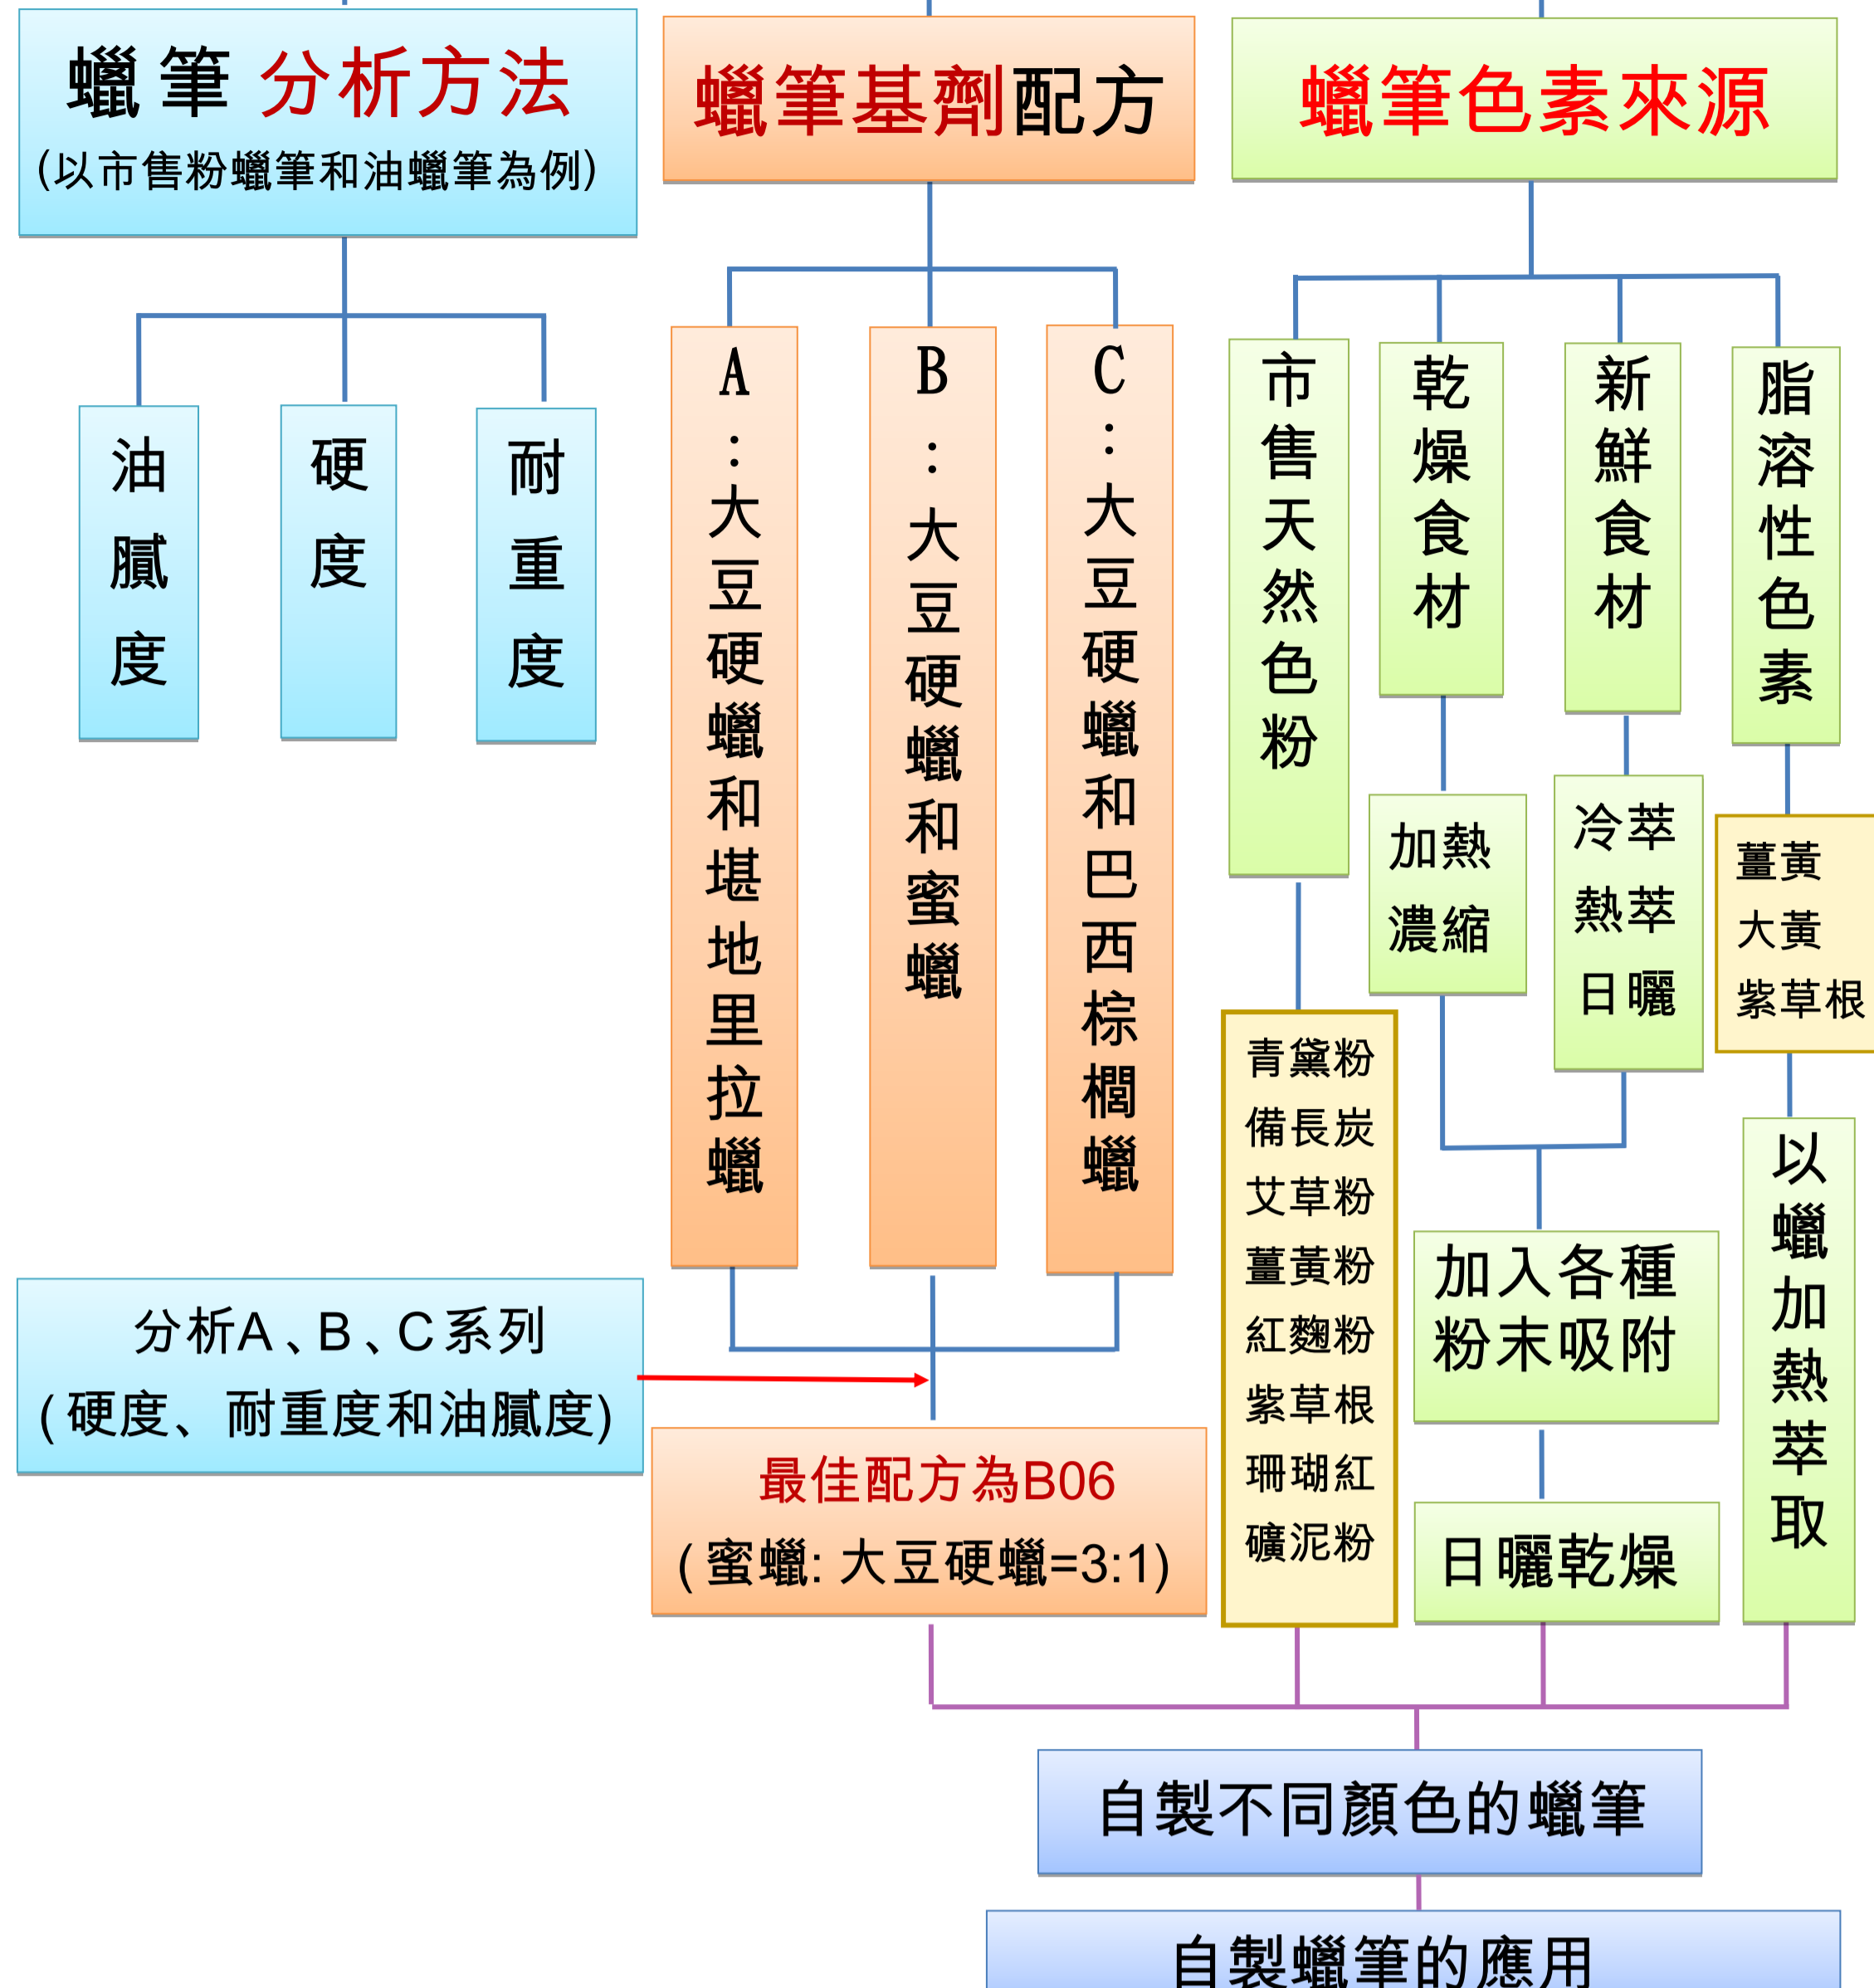 蠟筆 分析方法
(以市售粉蠟筆和油蠟筆為例)
油膩度
硬度
耐重度
蠟筆基劑配方
A：大豆硬蠟和堪地里拉蠟
B：大豆硬蠟和蜜蠟
C：大豆硬蠟和巴西棕櫚蠟
分析A、B、C系列
(硬度、耐重度和油膩度)
最佳配方為B06
(蜜蠟:大豆硬蠟=3:1)
蠟筆色素來源
市售天然色粉
乾燥食材
新鮮食材
脂溶性色素
加熱
濃縮
冷萃
熱萃
日曬
薑黃
大黃
紫草根
青黛粉
備長炭
艾草粉
薑黃粉
紅麴粉
紫草根
珊瑚紅
礦泥粉
加入各種
粉末吸附
日曬乾燥
以蠟加熱萃取
自製不同顏色的蠟筆
自製蠟筆的應用